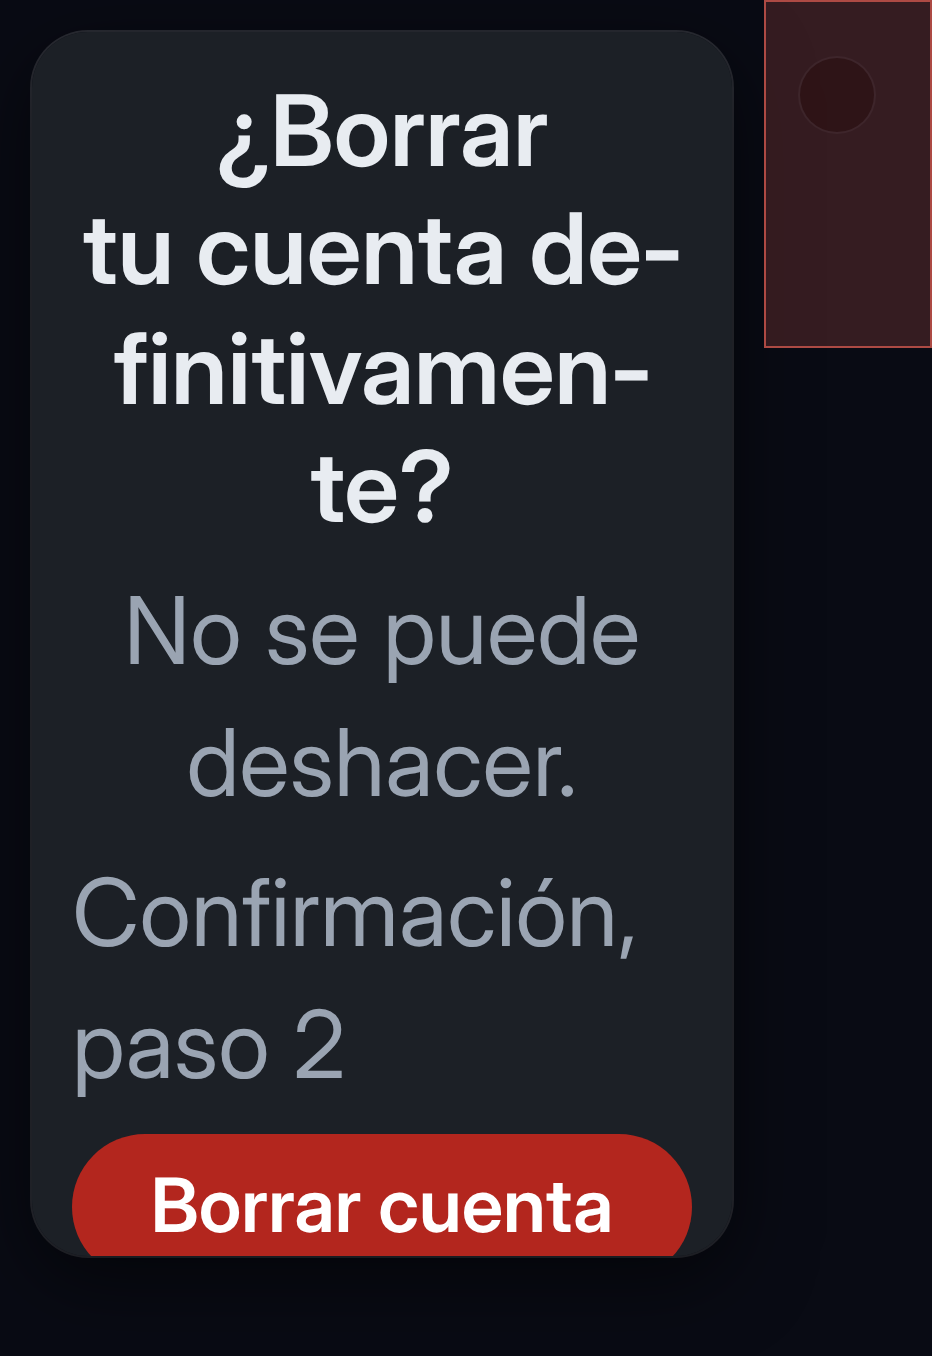 ¿Borrar
tu cuenta de-
finitivamen-
te?
No se puede
deshacer.
Confirmación,
paso 2
Borrar cuenta